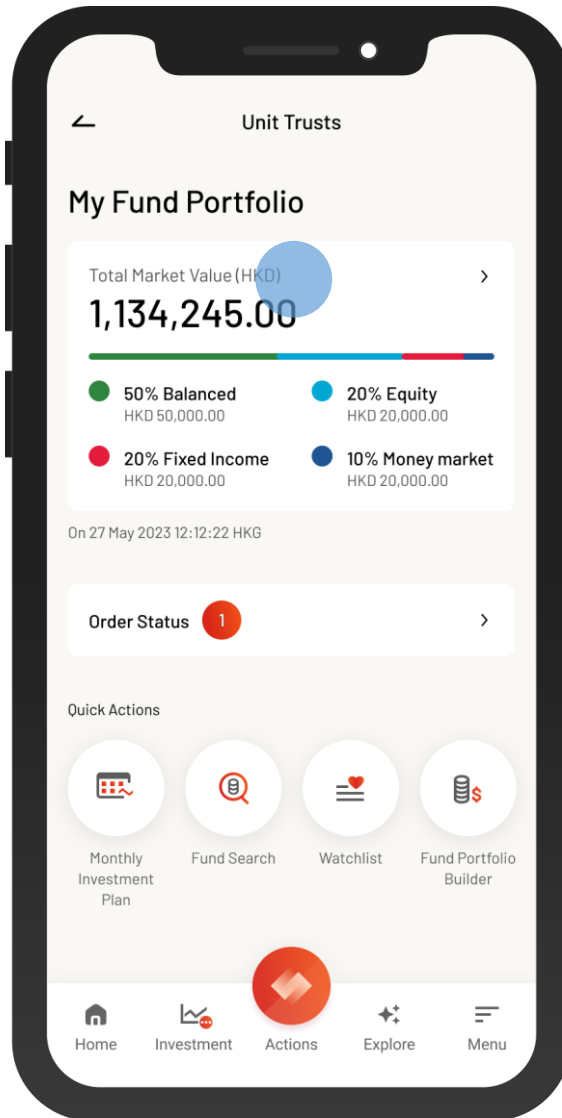 Unit Trusts
My Fund Portfolio
Total Market Value (HKD)
1,134,245.00
50% Balanced
HKD 50,000.00
20% Equity
HKD 20,000.00
20% Fixed Income
HKD 20,000.00
10% Money market
HKD 20,000.00
On 27 May 2023 12:12:22 HKG
Order Status 1
Quick Actions
Monthly
Investment
Plan
Fund Search
Watchlist
Fund Portfolio
Builder
Home
Investment
Actions
Explore
Menu